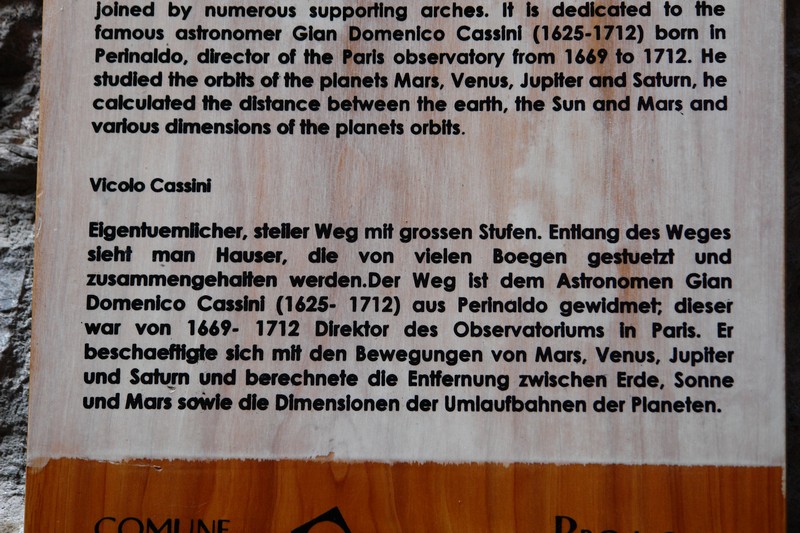 joined by numerous supporting arches. It is dedicated to the
famous astronomer Gian Domenico Cassini (1625-1712) born in
Perinaldo, director of the Paris observatory from 1669 to 1712. He
studied the orbits of the planets Mars, Venus, Jupiter and Saturn, he
calculated the distance between the earth, the Sun and Mars and
various dimensions of the planets orbits.
Vicolo Cassini
Eigentuemlicher, steiler Weg mit grossen Stufen. Entlang des Weges
sieht man Hauser, die von vielen Boegen gestuetzt und
zusammengehalten werden.Der Weg ist dem Astronomen Gian
Domenico Cassini (1625- 1712) aus Perinaldo gewidmet; dieser
war von 1669- 1712 Direktor des Observatoriums in Paris. Er
beschaeftigte sich mit den Bewegungen von Mars, Venus, Jupiter
und Saturn und berechnete die Entfernung zwischen Erde, Sonne
und Mars sowie die Dimensionen der Umlaufbahnen der Planeten.
COMUNE